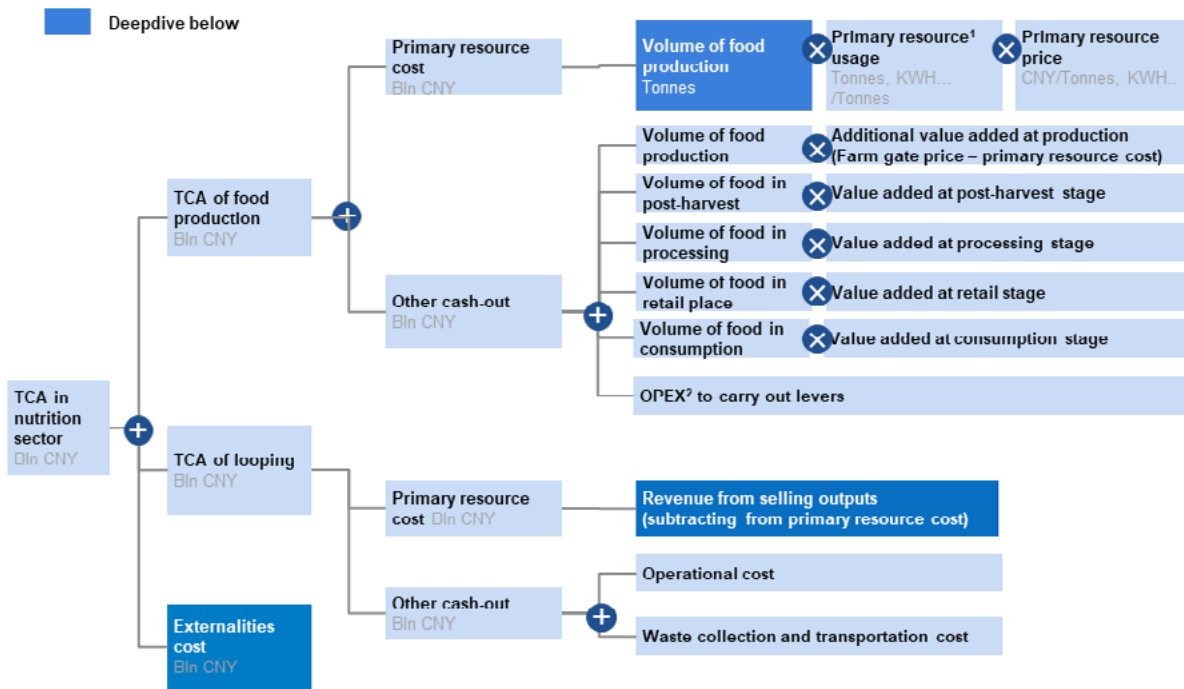 Deepdive below
Primary resource
cost
Bln CNY
Volume of food
production
Tonnes
Primary resource¹
usage
Tonnes, KWH...
/Tonnes
Primary resource
price
CNY/Tonnes, KWH..
Volume of food
production
Additional value added at production
(Farm gate price – primary resource cost)
TCA of food
production
Bln CNY
Volume of food in
post-harvest
Value added at post-harvest stage
Volume of food in
processing
Value added at processing stage
Other cash-out
Bln CNY
Volume of food in
retail place
Value added at retail stage
Volume of food in
consumption
Value added at consumption stage
OPEX² to carry out levers
TCA in
nutrition
sector
Bln CNY
TCA of looping
Bln CNY
Primary resource
cost Bln CNY
Revenue from selling outputs
(subtracting from primary resource cost)
Other cash-out
Bln CNY
Operational cost
Waste collection and transportation cost
Externalities
cost
Bln CNY